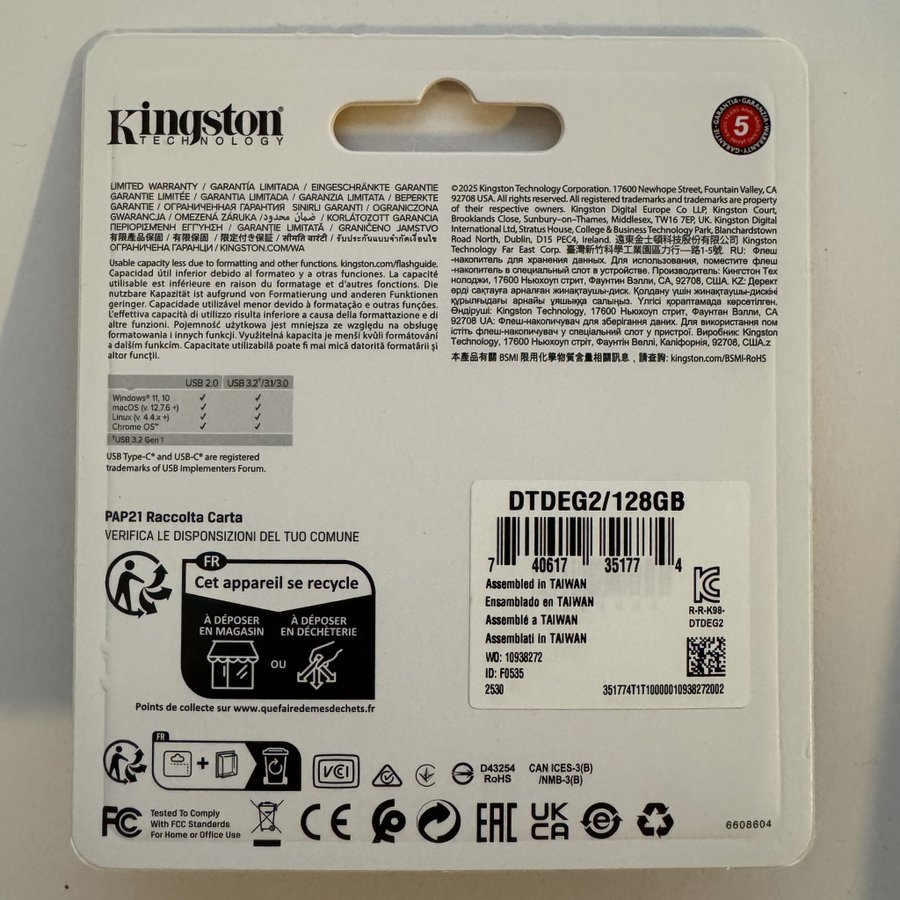 Kingston
TECHNOLOGY
5
LIMITED WARRANTY / GARANTÍA LIMITADA / EINGESCHRÄNKTE GARANTIE
GARANTIE LIMITÉE / GARANTIA LIMITADA / GARANZIA LIMITATA / BEPERKTE
GARANTIE / ОГРАНИЧЕННАЯ ГАРАНТИЯ SINIRLI GARANTI / OGRANICZONA
GWARANCJA / OMEZENÁ ZÁRUKA / ضمان محدود / KORLÁTOZOTT GARANCIA
ΠΕΡΙΟΡΙΣΜΕΝΗ ΕΓΓΥΗΣΗ / GARANȚIE LIMITATĂ / GRANIČENO JAMSTVO
有限產品保固 / 有限保固 / 限定付き保証 / सीमित वारंटी / รับประกันแบบจำกัดเงื่อนไข
ОГРАНИЧЕНА ГАРАНЦИЯ / KINGSTON.COM/WA
Usable capacity less due to formatting and other functions. kingston.com/flashguide.
Capacidad útil inferior debido al formateo y a otras funciones. La capacité
utilisable est inférieure en raison du formatage et d'autres fonctions. Die
nutzbare Kapazität ist aufgrund von Formatierung und anderen Funktionen
geringer. Capacidade utilizável menor devido à formatação e outras funções.
L'effettiva capacità di utilizzo risulta inferiore a causa della formattazione e di
altre funzioni. Pojemność użytkowa jest mniejsza ze względu na obsługę
formatowania i innych funkcji. Využitelná kapacita je menší kvůli formátování
a dalším funkcím. Capacitate utilizabilă poate fi mai mică datorită formatării și
altor funcții.
©2025 Kingston Technology Corporation. 17600 Newhope Street, Fountain Valley, CA
92708 USA. All rights reserved. All registered trademarks and trademarks are property
of their respective owners. Kingston Digital Europe Co LLP, Kingston Court,
Brooklands Close, Sunbury-on-Thames, Middlesex, TW16 7EP, UK. Kingston Digital
International Ltd, Stratus House, College & Business Technology Park, Blanchardstown
Road North, Dublin, D15 PEC4, Ireland. 遠東金士頓科技股份有限公司 Kingston
Technology Far East Corp. 臺灣新竹科學工業園區力行一路1-5號. RU: Флеш
-накопитель для хранения данных. Для использования, поместите флеш
-накопитель в специальный слот в устройстве. Производитель: Кингстон Тех
нолоджи, 17600 Ньюхоуп стрит, Фаунтин Вэлли, CA, 92708, США. KZ: Дерект
ерді сақтауға арналған жинақтаушы-диск. Қолдану үшін жинақтаушы-дискіні
құрылғыдағы арнайы ұяшыққа салыңыз. Үлгісі қораптамада көрсетілген.
Өндіруші: Кингстон Технолоджи, 17600 Ньюхоуп стрит, Фаунтан Вэлли, CA
92708 UA: Флеш-накопичувач для зберігання даних. Для використання пом
істіть флеш-накопичувач у спеціальний слот у пристрої. Виробник: Кингстон
Technology, 17600 Ньюхоуп стріт, Фаунтін Веллі, Каліфорнія, 92708, США.z
本產品有關 BSMI 限用化學物質含量相關訊息，請查詢: kingston.com/BSMI-RoHS
USB 2.0 USB 3.2†/3.1/3.0
Windows® 11, 10 ✓ ✓
macOS (v. 12.7.6 +) ✓ ✓
Linux (v. 4.4.x +) ✓ ✓
Chrome OS™ ✓ ✓
†USB 3.2 Gen 1
USB Type-C® and USB-C® are registered
trademarks of USB Implementers Forum.
PAP21 Raccolta Carta
VERIFICA LE DISPOSIZIONI DEL TUO COMUNE
FR
Cet appareil se recycle
À DÉPOSER EN MAGASIN
OU
À DÉPOSER EN DÉCHÈTERIE
Points de collecte sur www.quefairedemesdechets.fr
DTDEG2/128GB
7 40617 35177 4
Assembled in TAIWAN
Ensamblado en TAIWAN
Assemblé a TAIWAN
Assemblati in TAIWAN
WO: 10938272
ID: F0535
2530
R-R-K98-
DTDEG2
351774T1T10000010938272002
FR
+
VCI
D43254
RoHS
CAN ICES-3(B)
/NMB-3(B)
FC
Tested To Comply
With FCC Standards
For Home or Office Use
CE
EAC
UK
CA
6608604